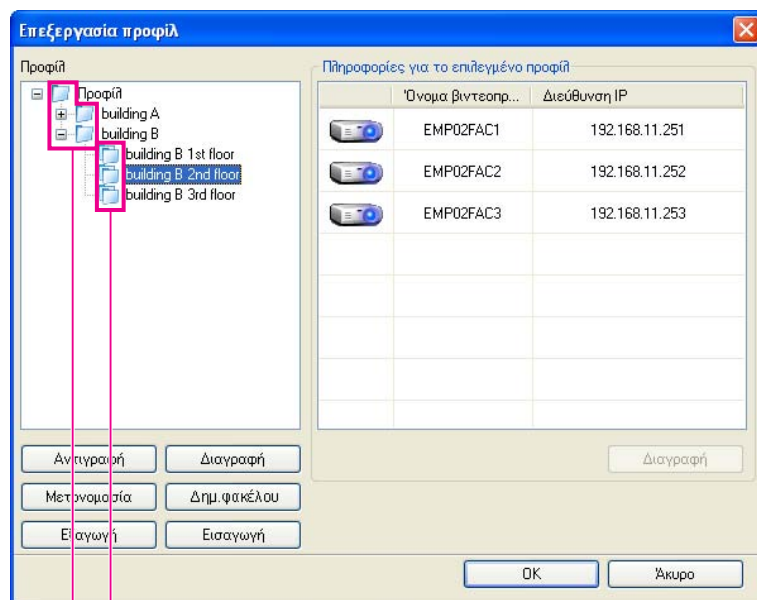 Επεξεργασία προφίλ
Προφίλ
Προφίλ
building A
building B
building B 1st floor
building B 2nd floor
building B 3rd floor
Πληροφορίες για το επιλεγμένο προφίλ
Όνομα βιντεοπρ... Διεύθυνση IP
EMP02FAC1 192.168.11.251
EMP02FAC2 192.168.11.252
EMP02FAC3 192.168.11.253
Αντιγραφή Διαγραφή
Διαγραφή
Μετονομασία Δημ.φακέλου
Εξαγωγή Εισαγωγή
OK Άκυρο